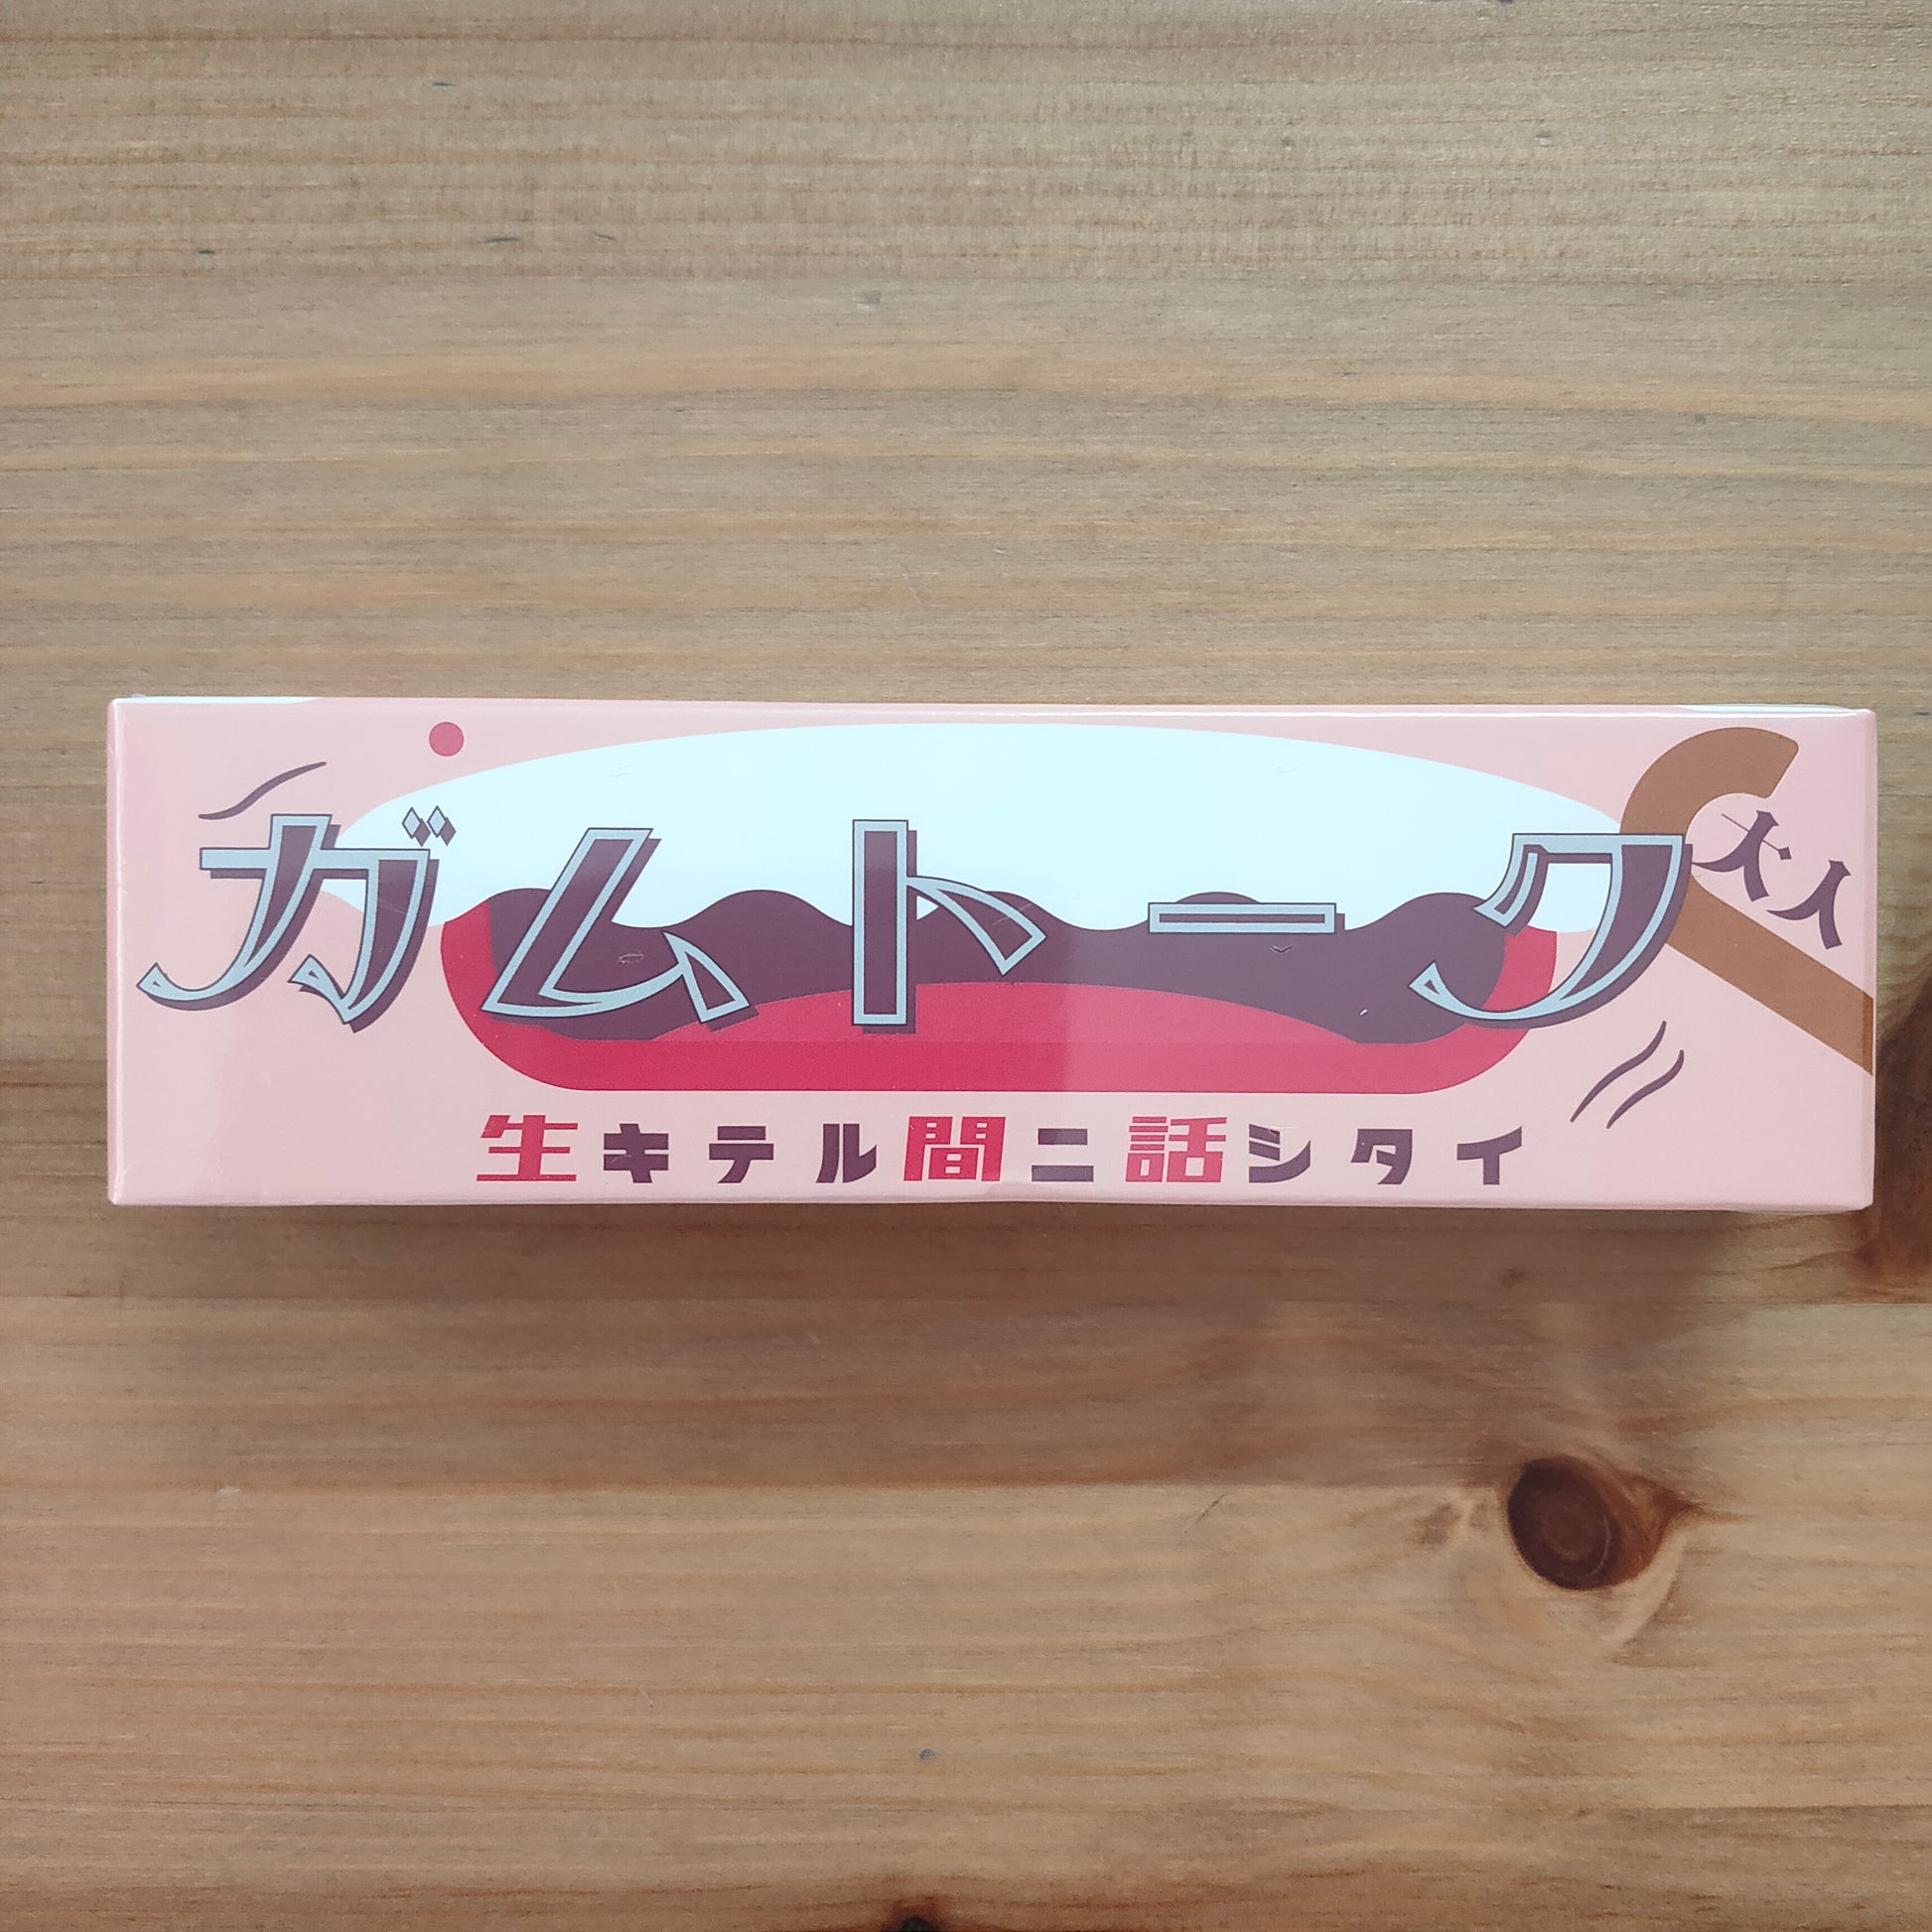 ガムトーク
大人
生キテル間ニ話シタイ